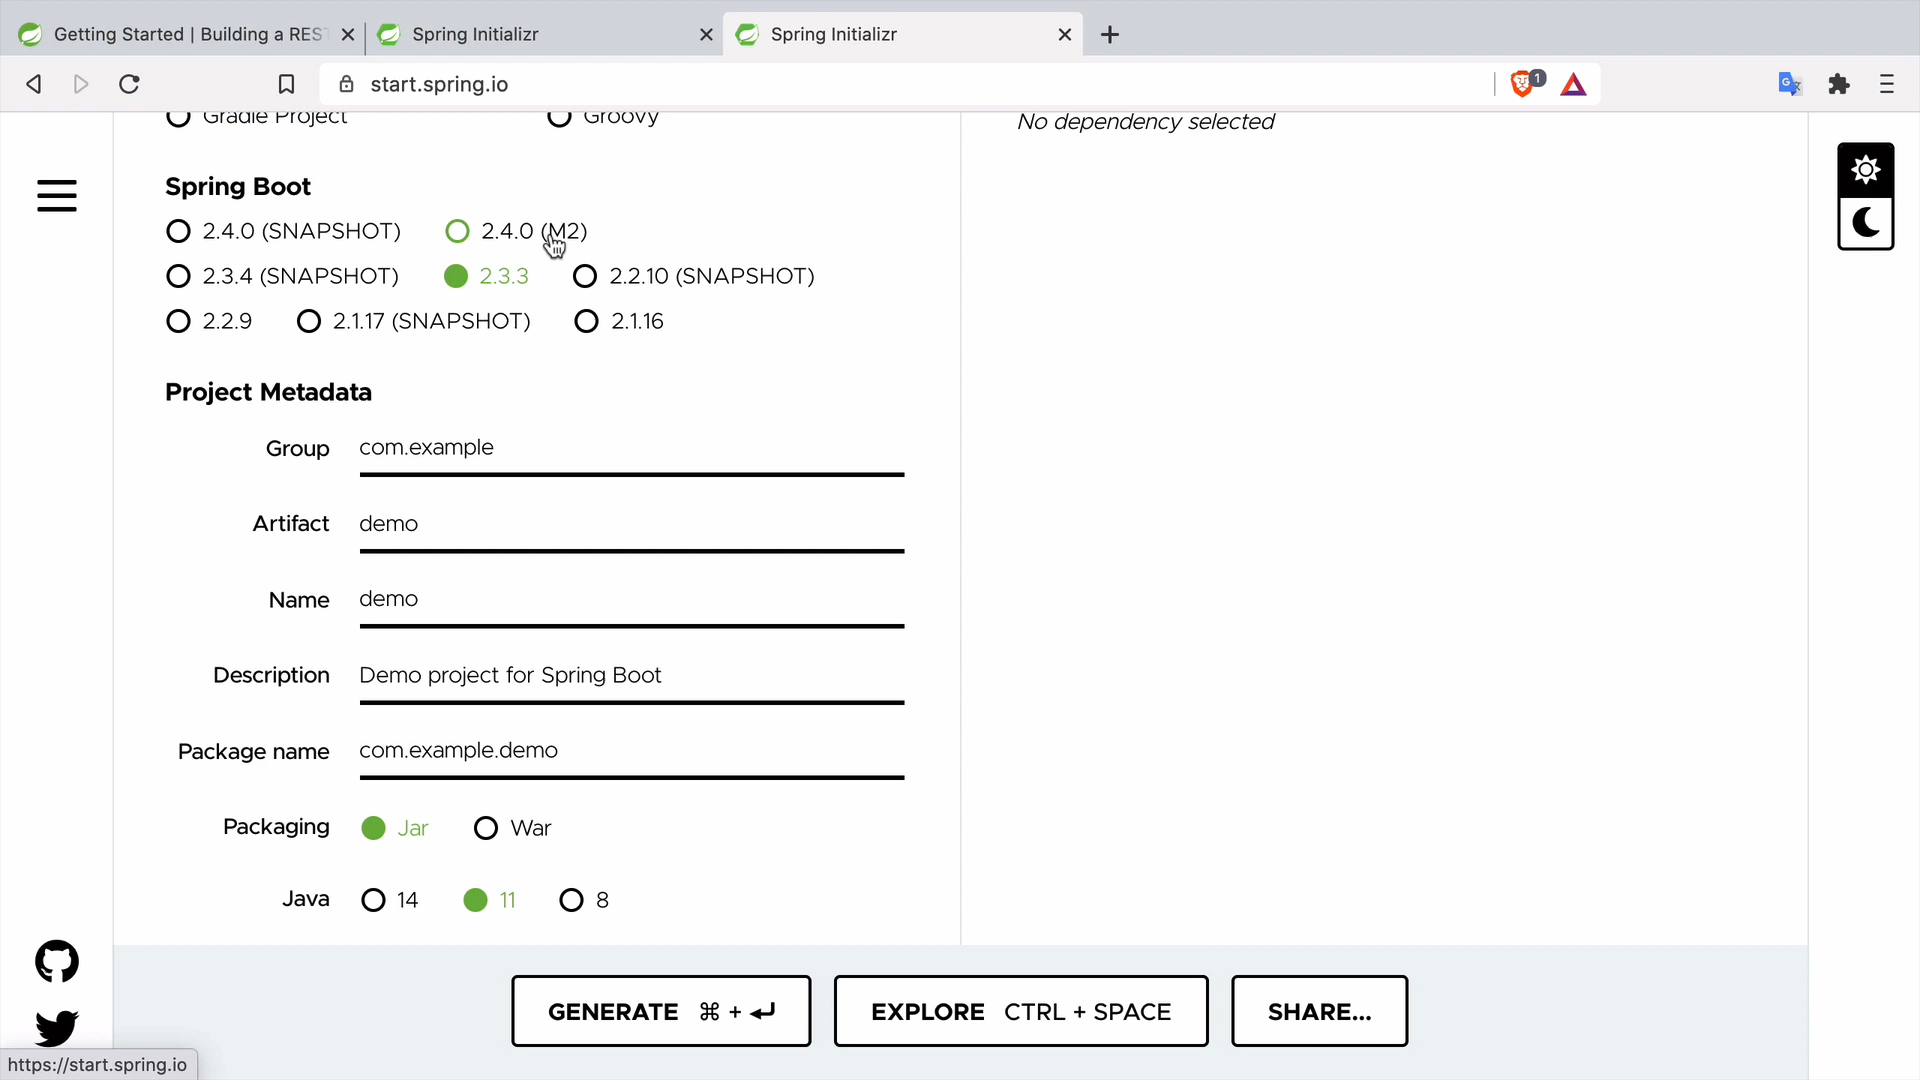 Getting Started | Building a REST
Spring Initializr
Spring Initializr
start.spring.io
1
Gradle Project
Groovy
No dependency selected
Spring Boot
2.4.0 (SNAPSHOT)
2.4.0 (M2)
2.3.4 (SNAPSHOT)
2.3.3
2.2.10 (SNAPSHOT)
2.2.9
2.1.17 (SNAPSHOT)
2.1.16
Project Metadata
Group
com.example
Artifact
demo
Name
demo
Description
Demo project for Spring Boot
Package name
com.example.demo
Packaging
Jar
War
Java
14
11
8
GENERATE ⌘ + ↵
EXPLORE CTRL + SPACE
SHARE...
https://start.spring.io